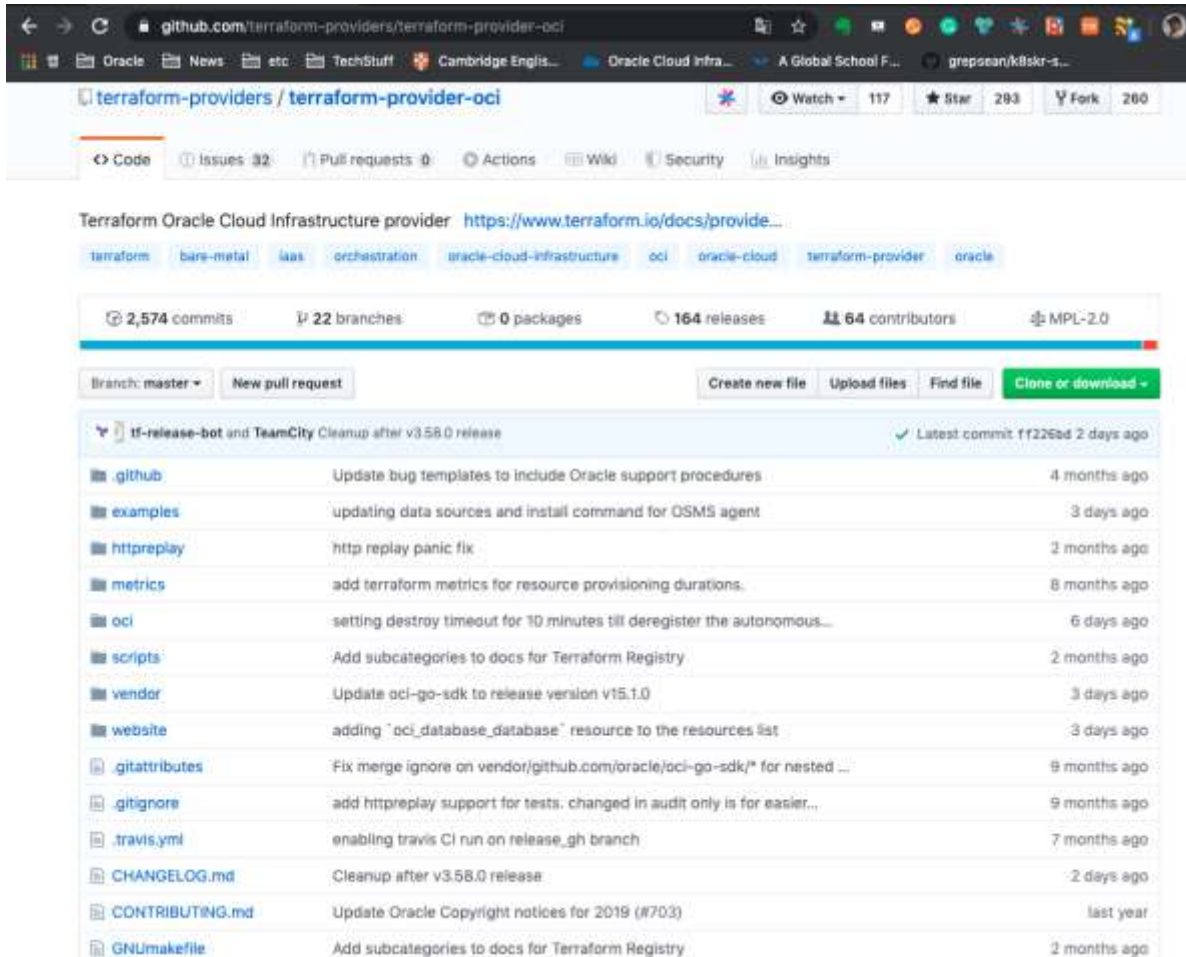 github.com/terraform-providers/terraform-provider-oci
Oracle News etc TechStuff Cambridge Englis... Oracle Cloud Infra... A Global School F... grepsean/k8skr-s...
terraform-providers / terraform-provider-oci Watch 117 Star 293 Fork 260
Code Issues 32 Pull requests 0 Actions Wiki Security Insights
Terraform Oracle Cloud Infrastructure provider https://www.terraform.io/docs/provide...
terraform bare-metal iaas orchestration oracle-cloud-infrastructure oci oracle-cloud terraform-provider oracle
2,574 commits 22 branches 0 packages 164 releases 64 contributors MPL-2.0
Branch: master New pull request Create new file Upload files Find file Clone or download
tf-release-bot and TeamCity Cleanup after v3.58.0 release Latest commit ff226bd 2 days ago
.github Update bug templates to include Oracle support procedures 4 months ago
examples updating data sources and install command for OSMS agent 3 days ago
httpreplay http replay panic fix 2 months ago
metrics add terraform metrics for resource provisioning durations. 8 months ago
oci setting destroy timeout for 10 minutes till deregister the autonomous... 6 days ago
scripts Add subcategories to docs for Terraform Registry 2 months ago
vendor Update oci-go-sdk to release version v15.1.0 3 days ago
website adding `oci_database_database` resource to the resources list 3 days ago
.gitattributes Fix merge ignore on vendor/github.com/oracle/oci-go-sdk/* for nested ... 9 months ago
.gitignore add httpreplay support for tests. changed in audit only is for easier... 9 months ago
.travis.yml enabling travis CI run on release_gh branch 7 months ago
CHANGELOG.md Cleanup after v3.58.0 release 2 days ago
CONTRIBUTING.md Update Oracle Copyright notices for 2019 (#703) last year
GNUmakefile Add subcategories to docs for Terraform Registry 2 months ago